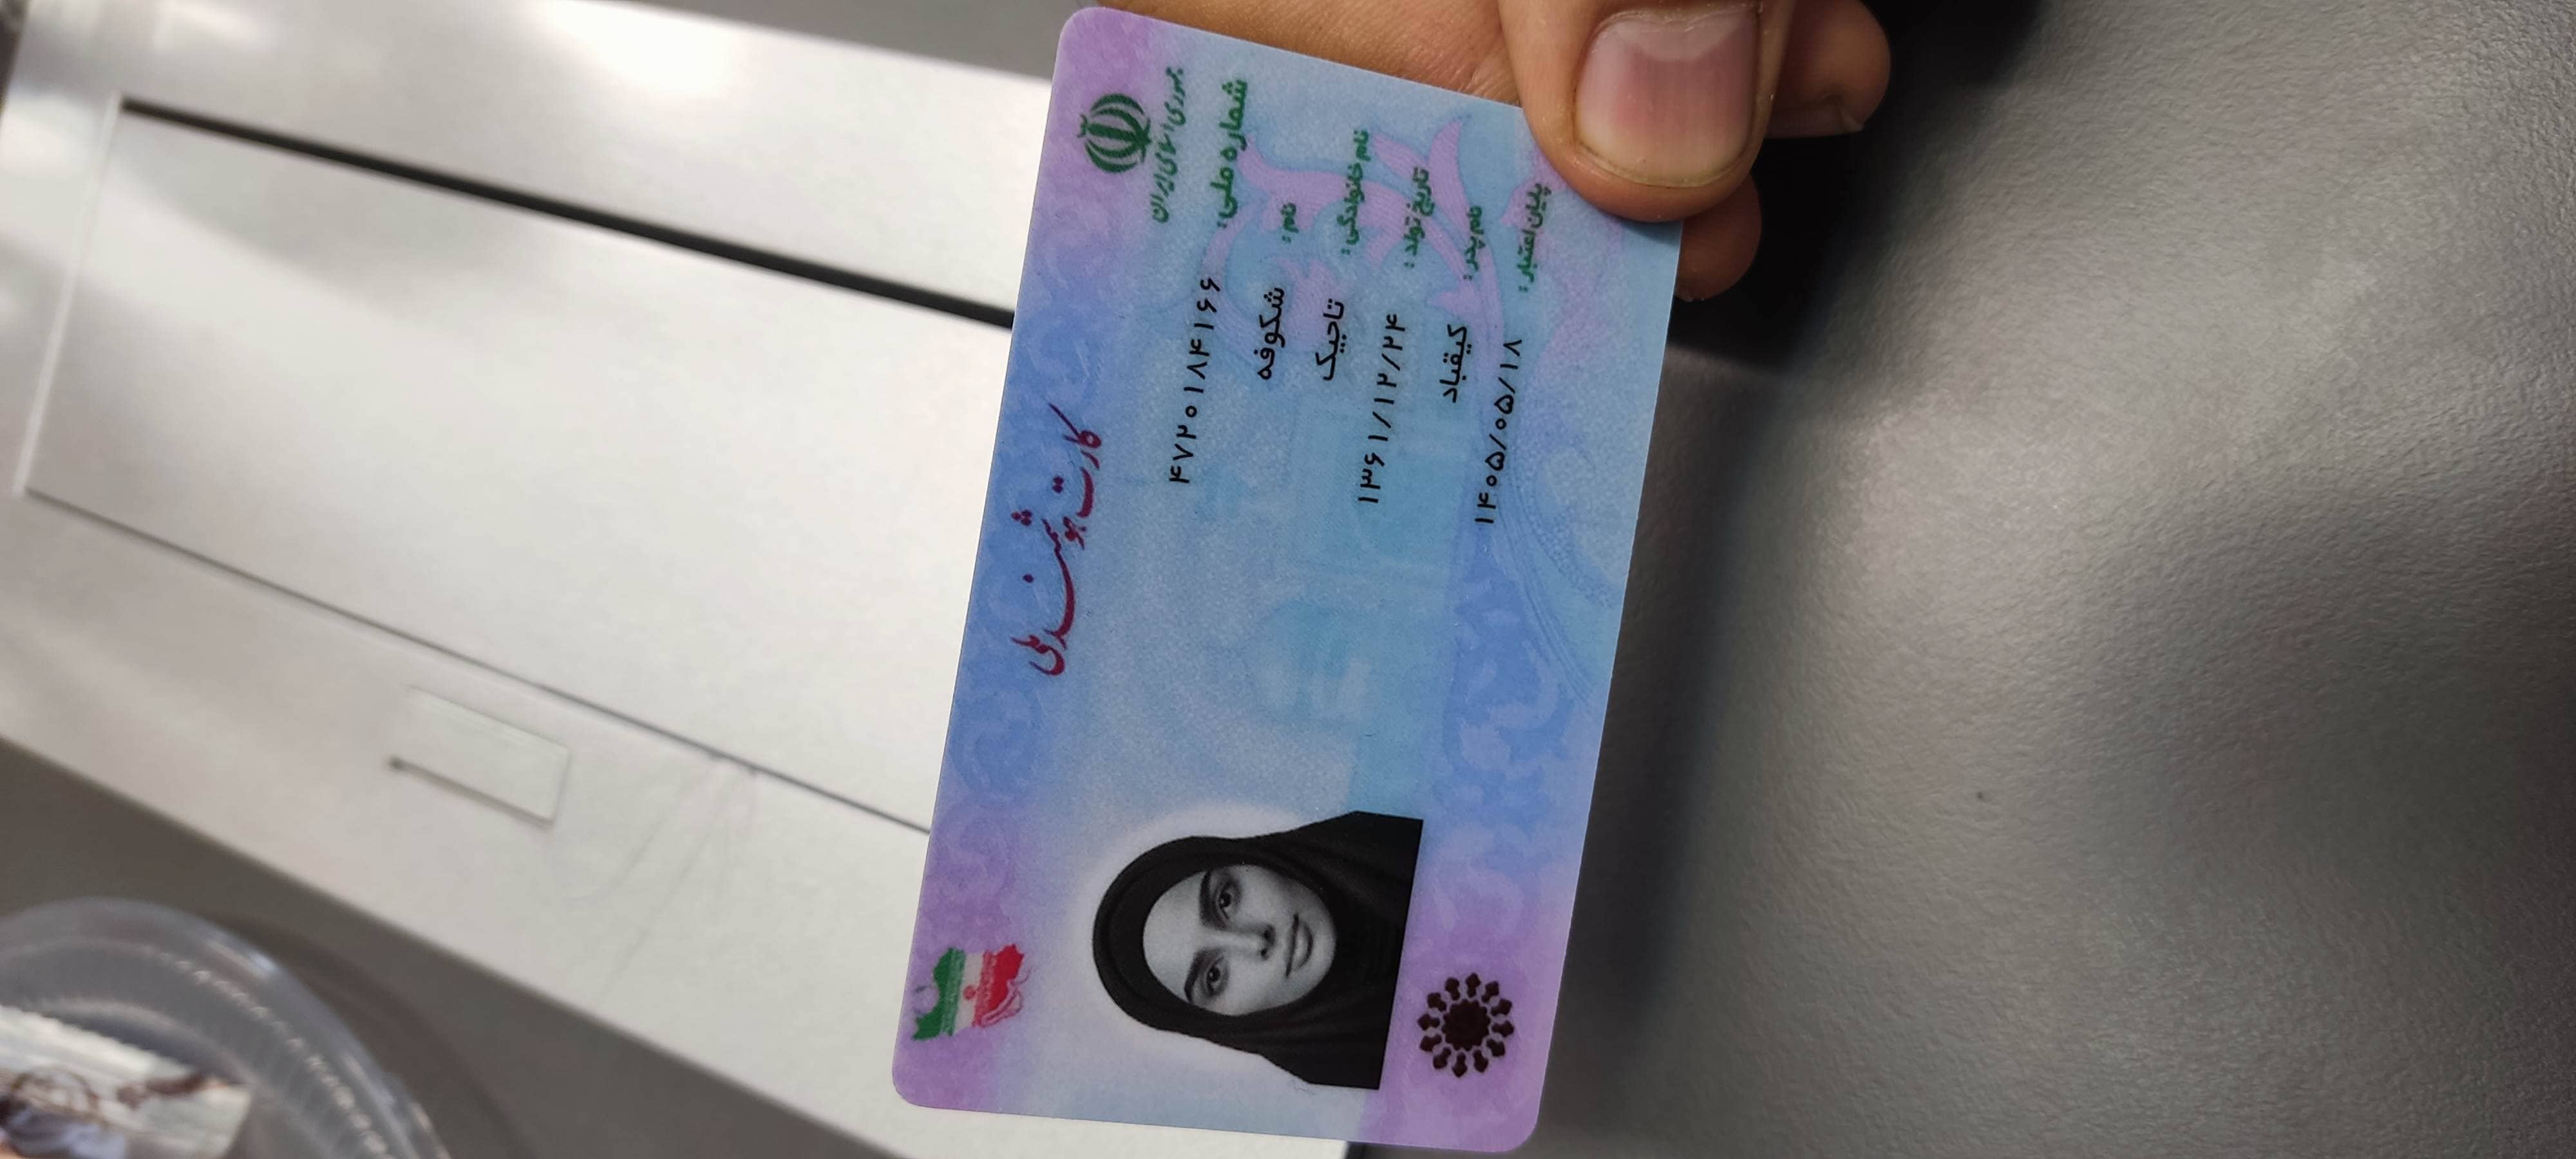 جمهوری اسلامی ایران
کارت هوشمند ملی
شماره ملی: ۴۷۲۰۱۸۴۱۶۶
نام: شکوفه
نام خانوادگی: تاجیک
تاریخ تولد: ۱۳۶۱/۱۲/۲۴
نام پدر: کیقباد
پایان اعتبار: ۱۴۰۵/۰۵/۱۸